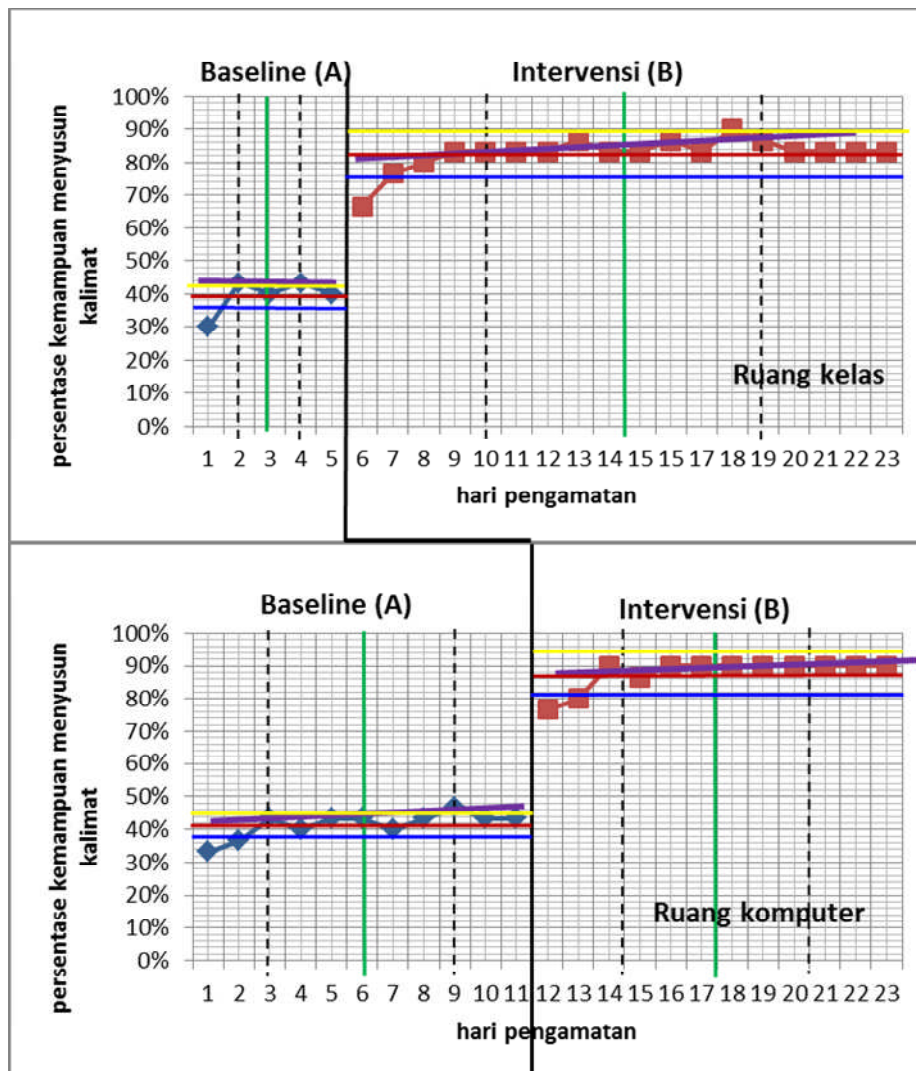 Baseline (A)
Intervensi (B)
persentase kemampuan menyusun
kalimat
100%
90%
80%
70%
60%
50%
40%
30%
20%
10%
0%
Ruang kelas
1 2 3 4 5 6 7 8 9 10 11 12 13 14 15 16 17 18 19 20 21 22 23
hari pengamatan
Baseline (A)
Intervensi (B)
persentase kemampuan menyusun
kalimat
100%
90%
80%
70%
60%
50%
40%
30%
20%
10%
0%
Ruang komputer
1 2 3 4 5 6 7 8 9 10 11 12 13 14 15 16 17 18 19 20 21 22 23
hari pengamatan